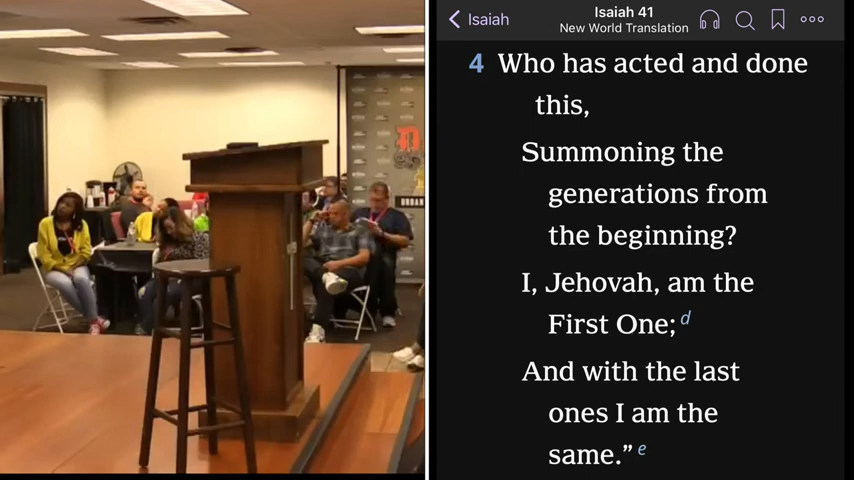 Isaiah
Isaiah 41
New World Translation
4 Who has acted and done
this,
Summoning the
generations from
the beginning?
I, Jehovah, am the
First One; d
And with the last
ones I am the
same.” e